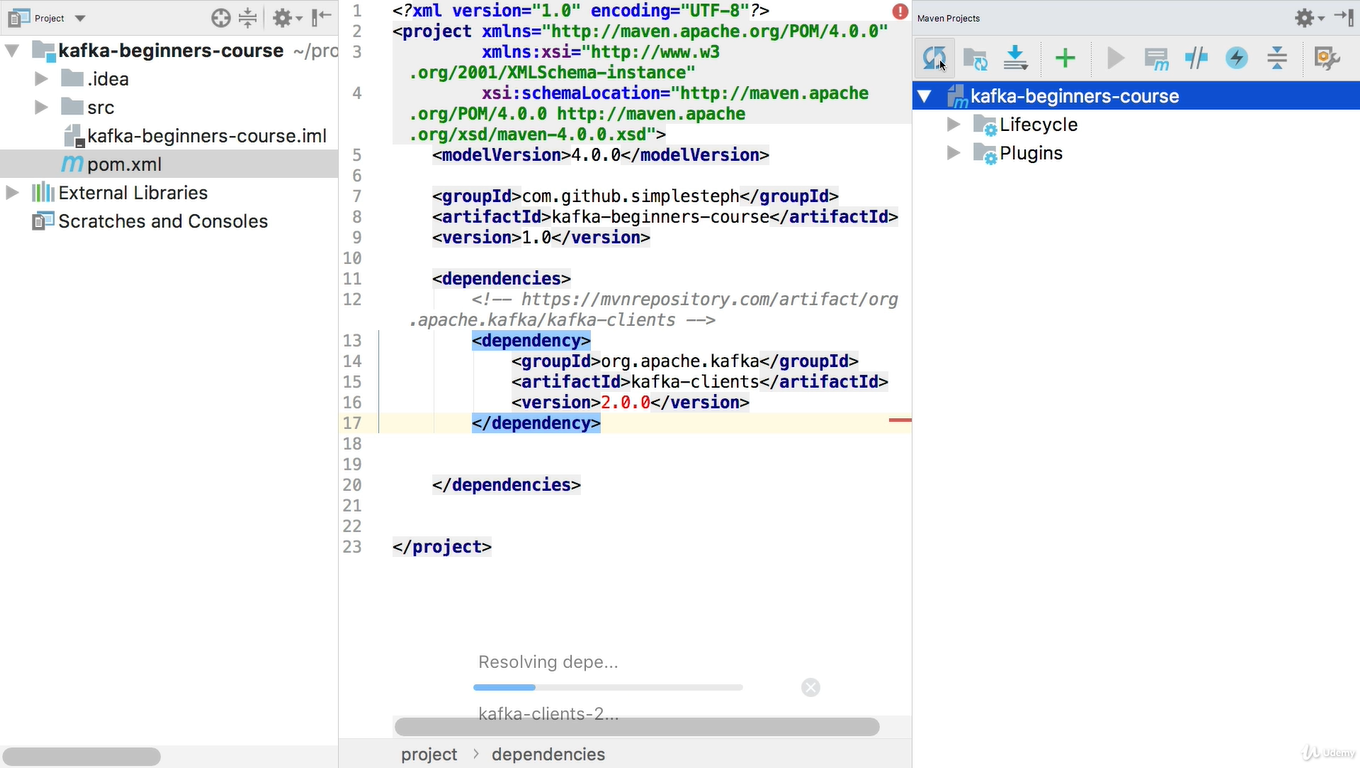 Project
kafka-beginners-course ~/pro
.idea
src
kafka-beginners-course.iml
pom.xml
External Libraries
Scratches and Consoles
1 <?xml version="1.0" encoding="UTF-8"?>
2 <project xmlns="http://maven.apache.org/POM/4.0.0"
3 xmlns:xsi="http://www.w3
.org/2001/XMLSchema-instance"
4 xsi:schemaLocation="http://maven.apache
.org/POM/4.0.0 http://maven.apache
.org/xsd/maven-4.0.0.xsd">
5 <modelVersion>4.0.0</modelVersion>
6
7 <groupId>com.github.simplesteph</groupId>
8 <artifactId>kafka-beginners-course</artifactId>
9 <version>1.0</version>
10
11 <dependencies>
12 <!-- https://mvnrepository.com/artifact/org
.apache.kafka/kafka-clients -->
13 <dependency>
14 <groupId>org.apache.kafka</groupId>
15 <artifactId>kafka-clients</artifactId>
16 <version>2.0.0</version>
17 </dependency>
18
19
20 </dependencies>
21
22
23 </project>
Resolving depe...
kafka-clients-2...
project > dependencies
Maven Projects
kafka-beginners-course
Lifecycle
Plugins
Udemy